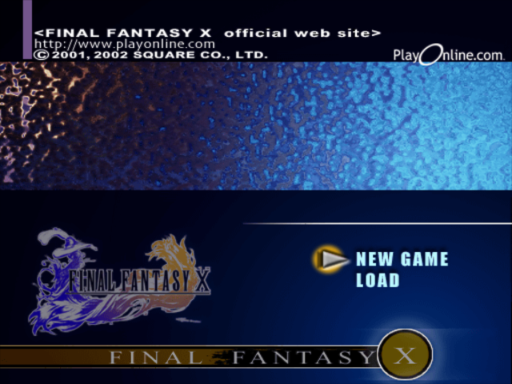 <FINAL FANTASY X official web site>
http://www.playonline.com
© 2001, 2002 SQUARE CO., LTD.
PlayOnline.com
FINAL FANTASY X
NEW GAME
LOAD
FINAL FANTASY X